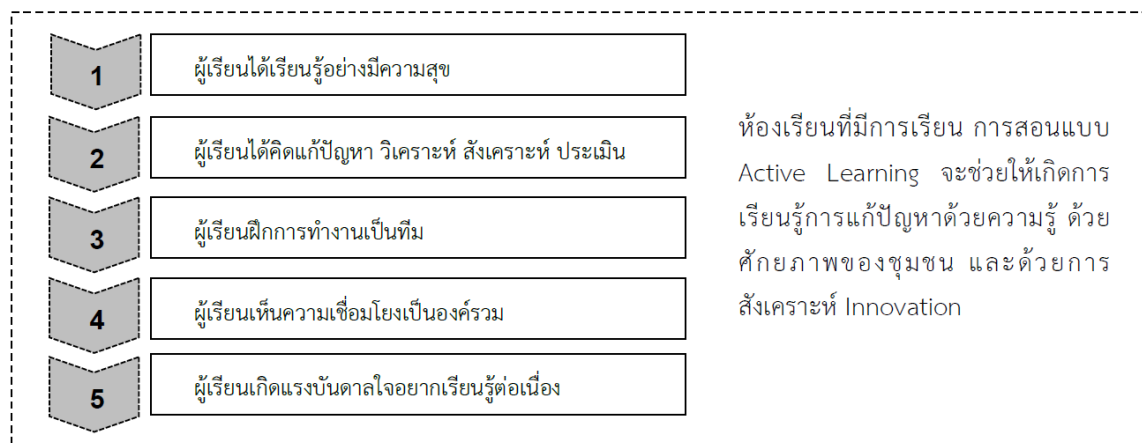 1
ผู้เรียนได้เรียนรู้อย่างมีความสุข
2
ผู้เรียนได้คิดแก้ปัญหา วิเคราะห์ สังเคราะห์ ประเมิน
3
ผู้เรียนฝึกการทำงานเป็นทีม
4
ผู้เรียนเห็นความเชื่อมโยงเป็นองค์รวม
5
ผู้เรียนเกิดแรงบันดาลใจอยากเรียนรู้ต่อเนื่อง
ห้องเรียนที่มีการเรียน การสอนแบบ
Active Learning จะช่วยให้เกิดการ
เรียนรู้การแก้ปัญหาด้วยความรู้ ด้วย
ศักยภาพของชุมชน และด้วยการ
สังเคราะห์ Innovation